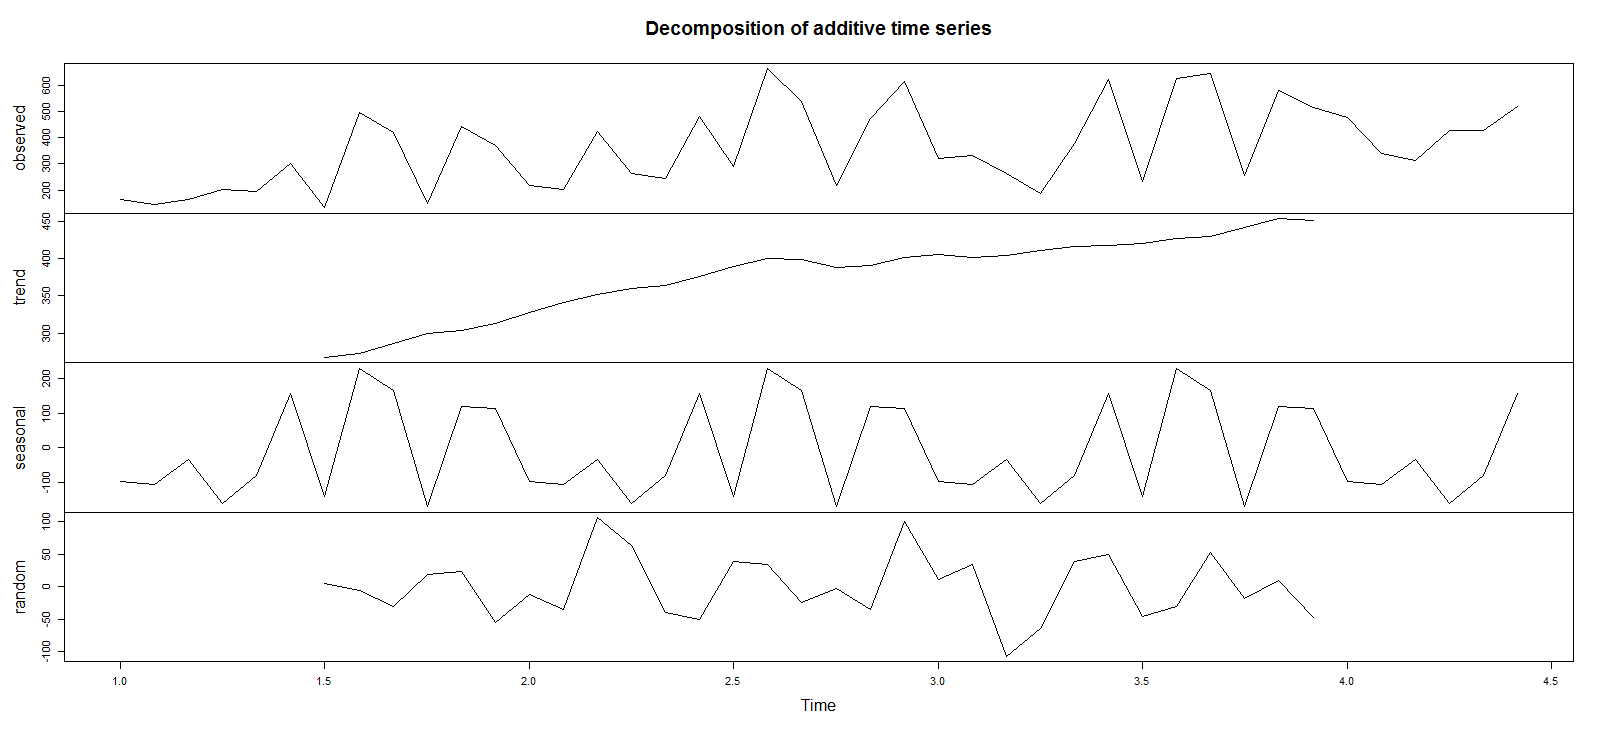 Decomposition of additive time series
observed
200 300 400 500 600
trend
300 350 400 450
seasonal
-100 0 100 200
random
-100 -50 0 50 100
1.0 1.5 2.0 2.5 3.0 3.5 4.0 4.5
Time